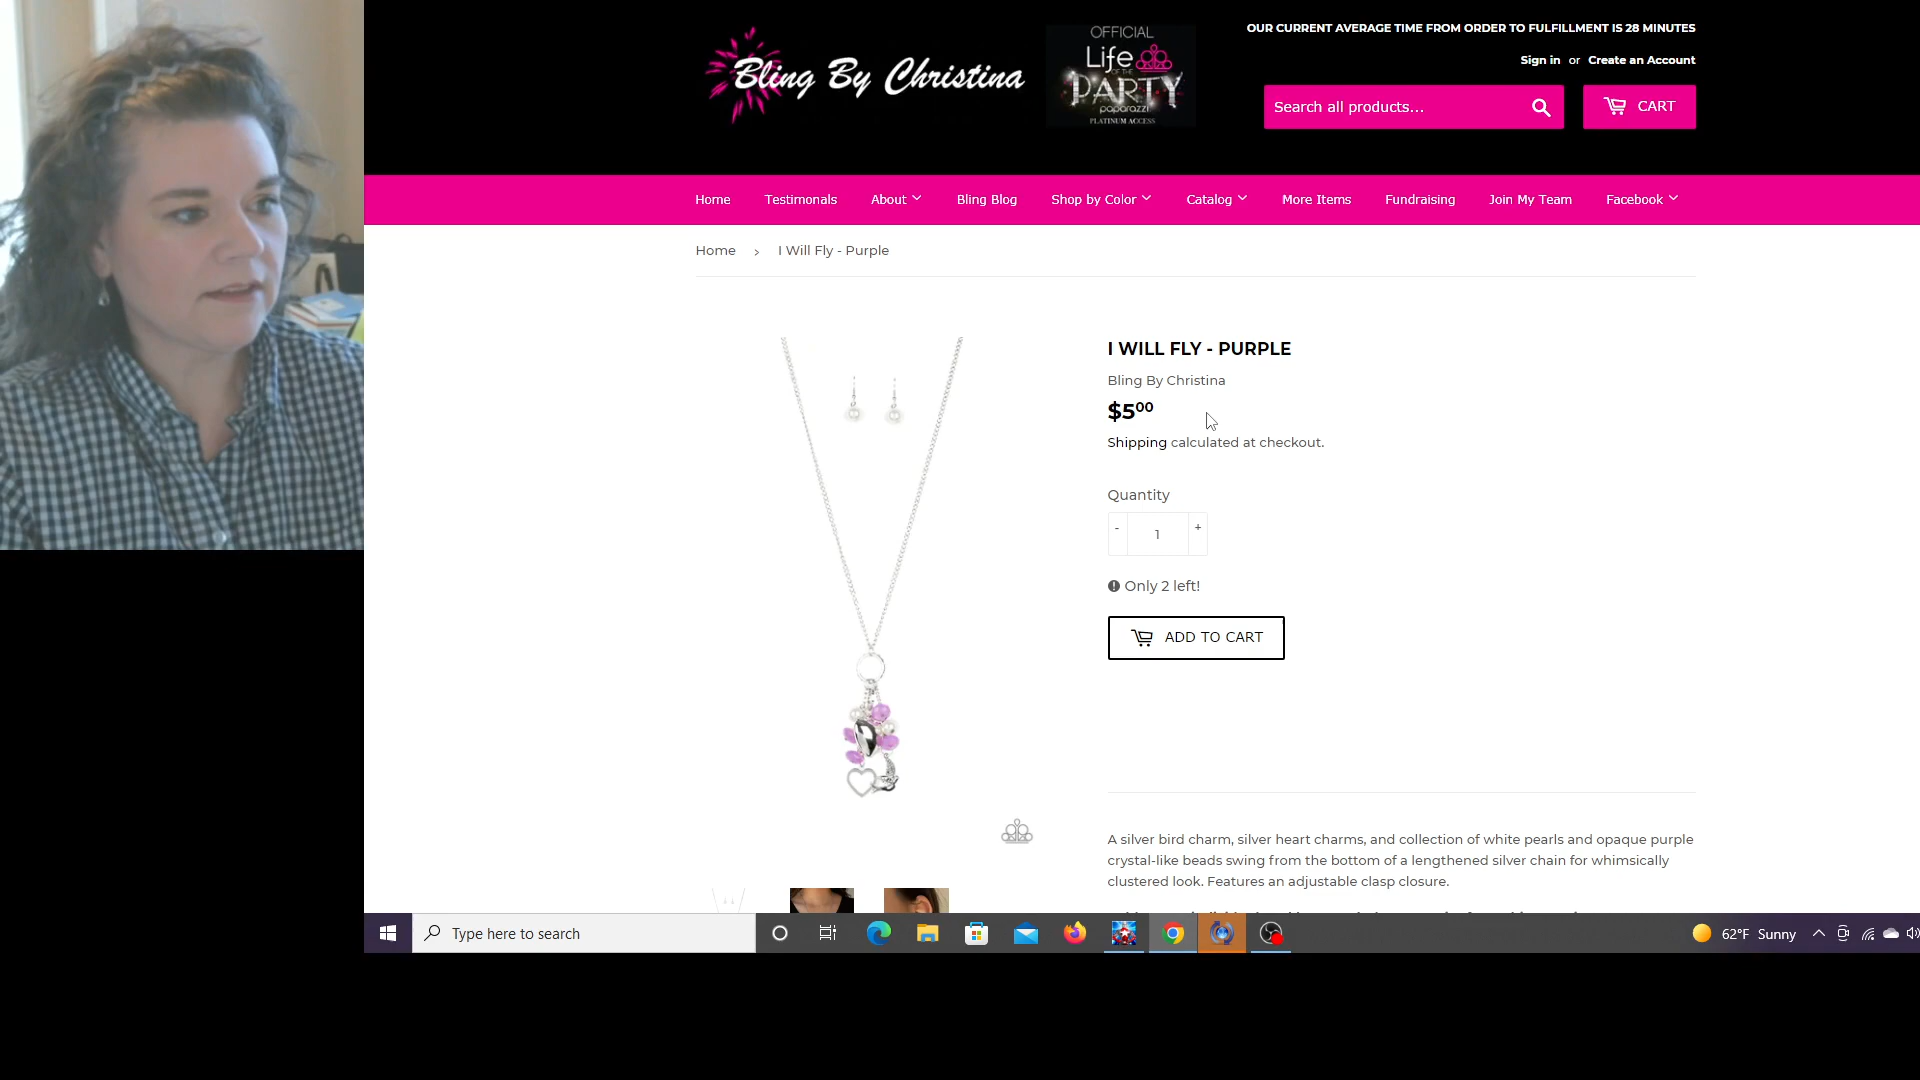 Bling By Christina
OFFICIAL
Life
OF THE
PARTY
paparazzi
PLATINUM ACCESS
OUR CURRENT AVERAGE TIME FROM ORDER TO FULFILLMENT IS 28 MINUTES
Sign in or Create an Account
Search all products...
CART
Home Testimonals About Bling Blog Shop by Color Catalog More Items Fundraising Join My Team Facebook
Home › I Will Fly - Purple
I WILL FLY - PURPLE
Bling By Christina
$5.00
Shipping calculated at checkout.
Quantity
- 1 +
Only 2 left!
ADD TO CART
A silver bird charm, silver heart charms, and collection of white pearls and opaque purple
crystal-like beads swing from the bottom of a lengthened silver chain for whimsically
clustered look. Features an adjustable clasp closure.
Type here to search
62°F Sunny